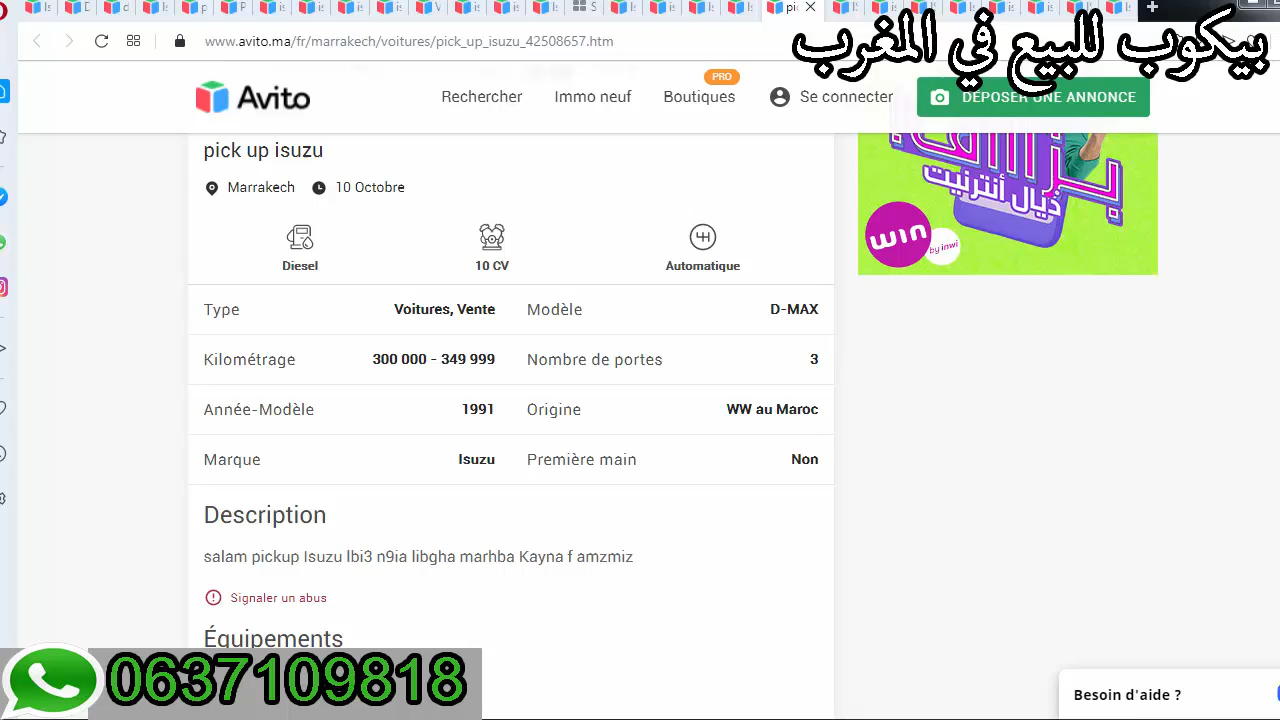 بيكوب للبيع في المغرب
www.avito.ma/fr/marrakech/voitures/pick_up_isuzu_42508657.htm
Avito
Rechercher
Immo neuf
PRO
Boutiques
Se connecter
DÉPOSER UNE ANNONCE
pick up isuzu
Marrakech 10 Octobre
ديال أنترنيت
win by inwi
Diesel 10 CV Automatique
Type Voitures, Vente Modèle D-MAX
Kilométrage 300 000 - 349 999 Nombre de portes 3
Année-Modèle 1991 Origine WW au Maroc
Marque Isuzu Première main Non
Description
salam pickup Isuzu lbi3 n9ia libgha marhba Kayna f amzmiz
Signaler un abus
Équipements
0637109818
Besoin d'aide ?